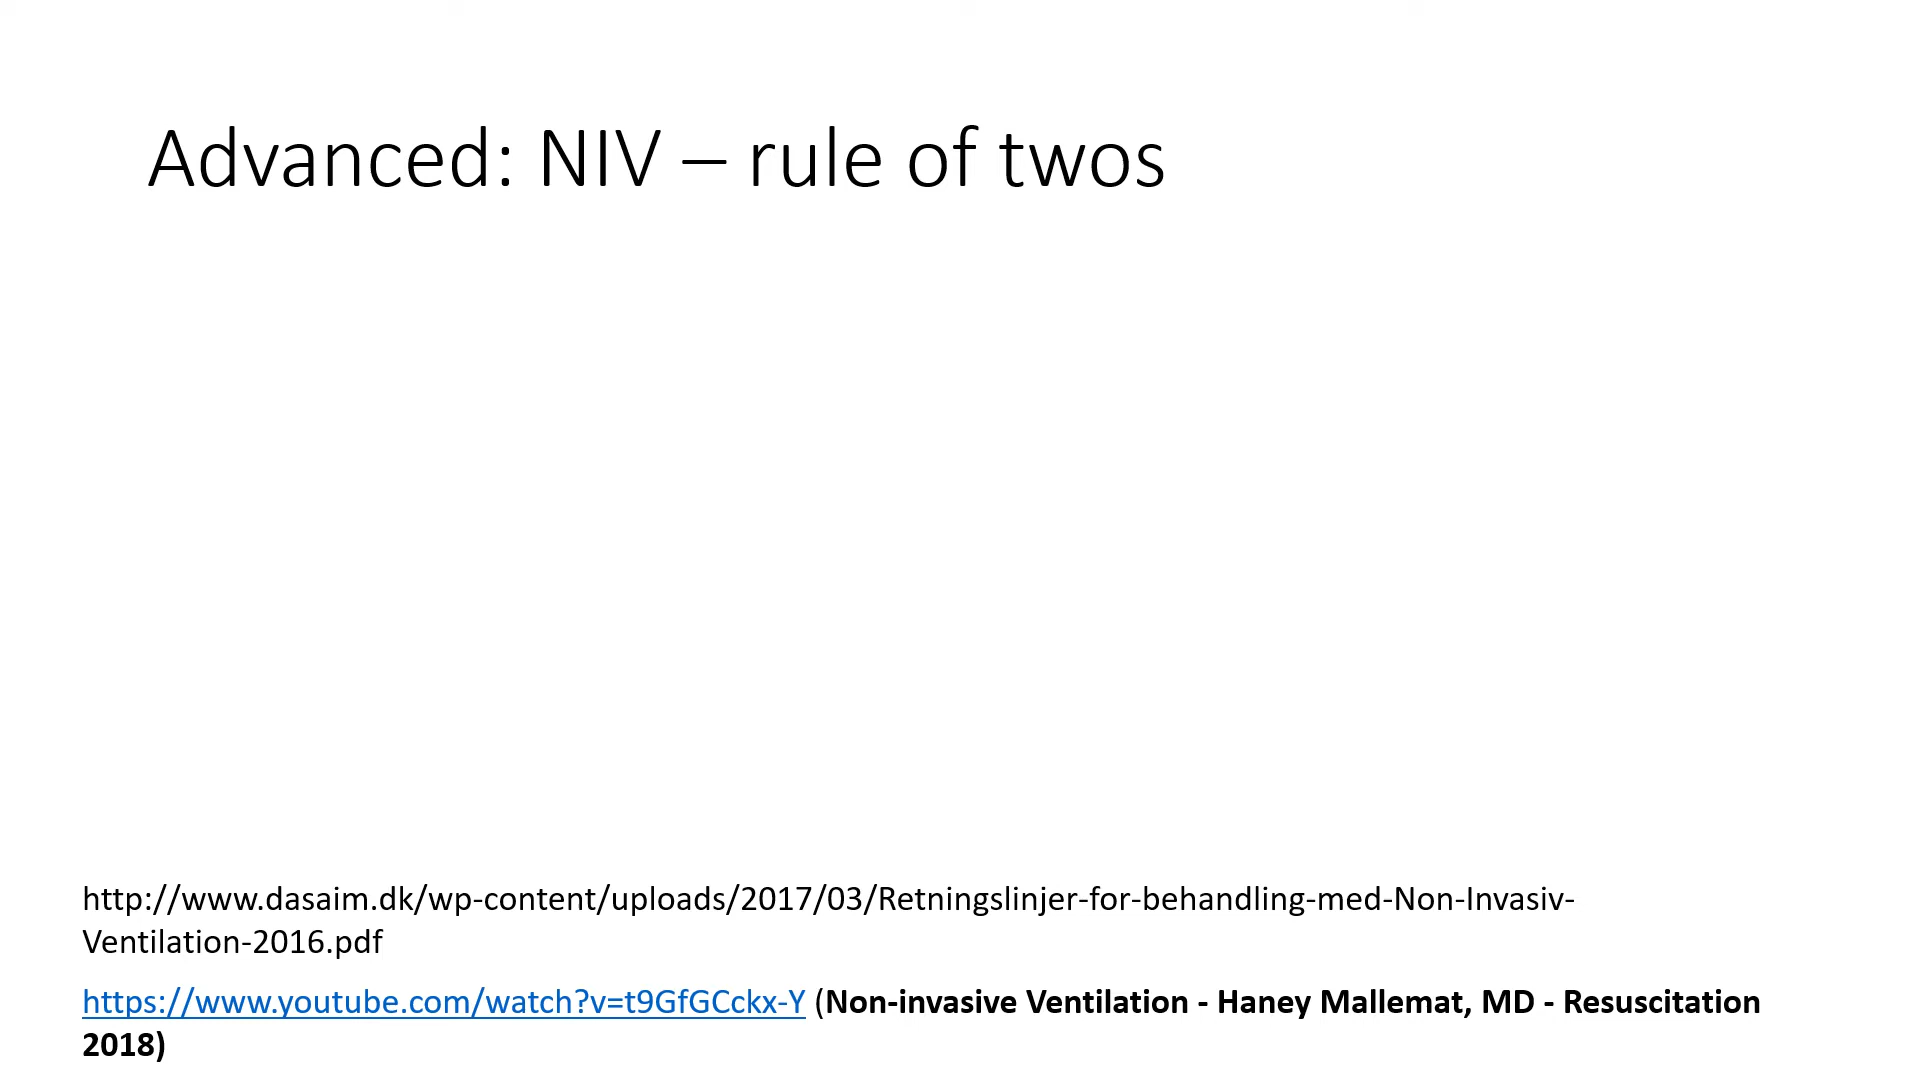 Advanced: NIV – rule of twos
http://www.dasaim.dk/wp-content/uploads/2017/03/Retningslinjer-for-behandling-med-Non-Invasiv-
Ventilation-2016.pdf
https://www.youtube.com/watch?v=t9GfGCckx-Y (Non-invasive Ventilation - Haney Mallemat, MD - Resuscitation
2018)